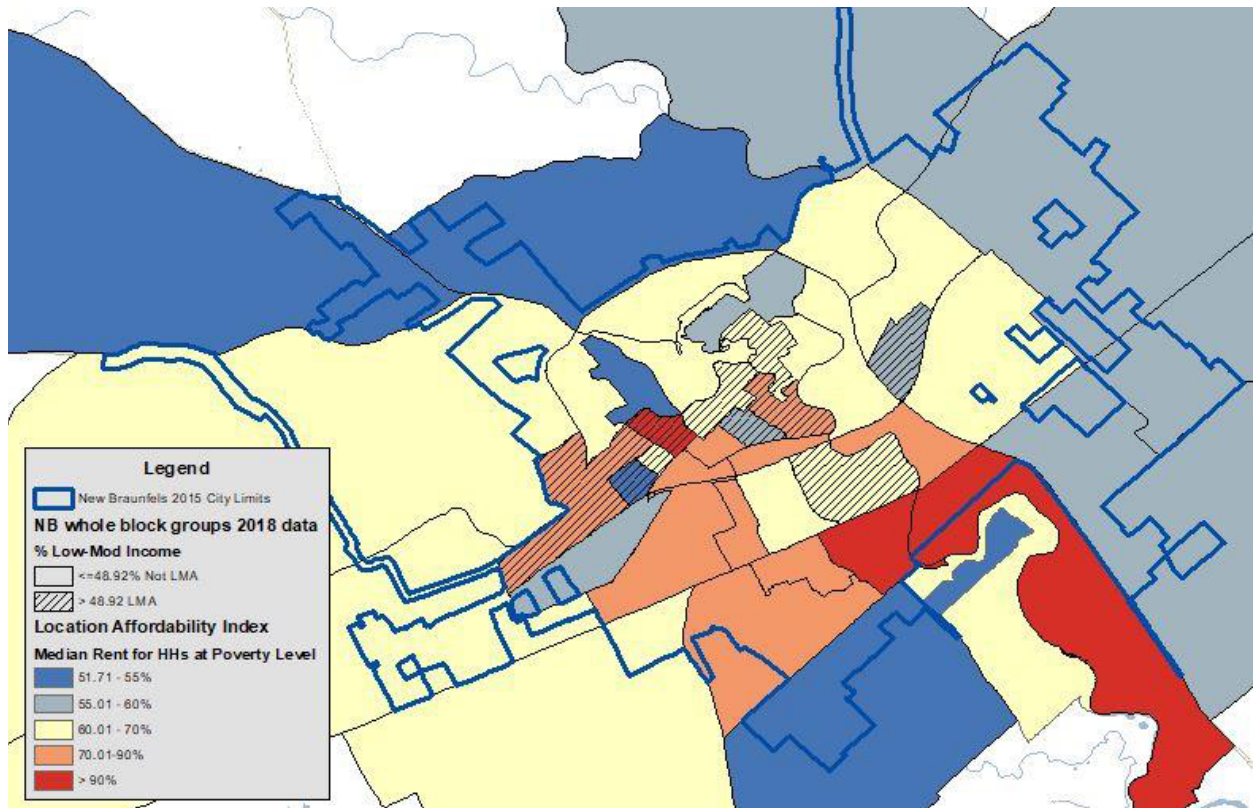 Legend
New Braunfels 2015 City Limits
NB whole block groups 2018 data
% Low-Mod Income
<=48.92% Not LMA
> 48.92 LMA
Location Affordability Index
Median Rent for HHs at Poverty Level
51.71 - 55%
55.01 - 60%
60.01 - 70%
70.01-90%
> 90%